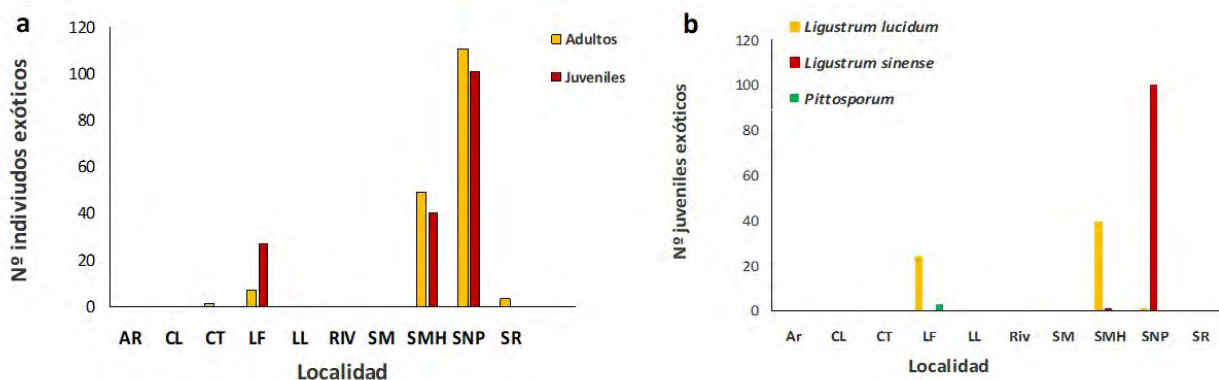 a
120
100
80
60
40
20
0
Nº indiviudos exóticos
Adultos
Juveniles
AR CL CT LF LL RIV SM SMH SNP SR
Localidad
b
120
100
80
60
40
20
0
Nº juveniles exóticos
Ligustrum lucidum
Ligustrum sinense
Pittosporum
Ar CL CT LF LL Riv SM SMH SNP SR
Localidad